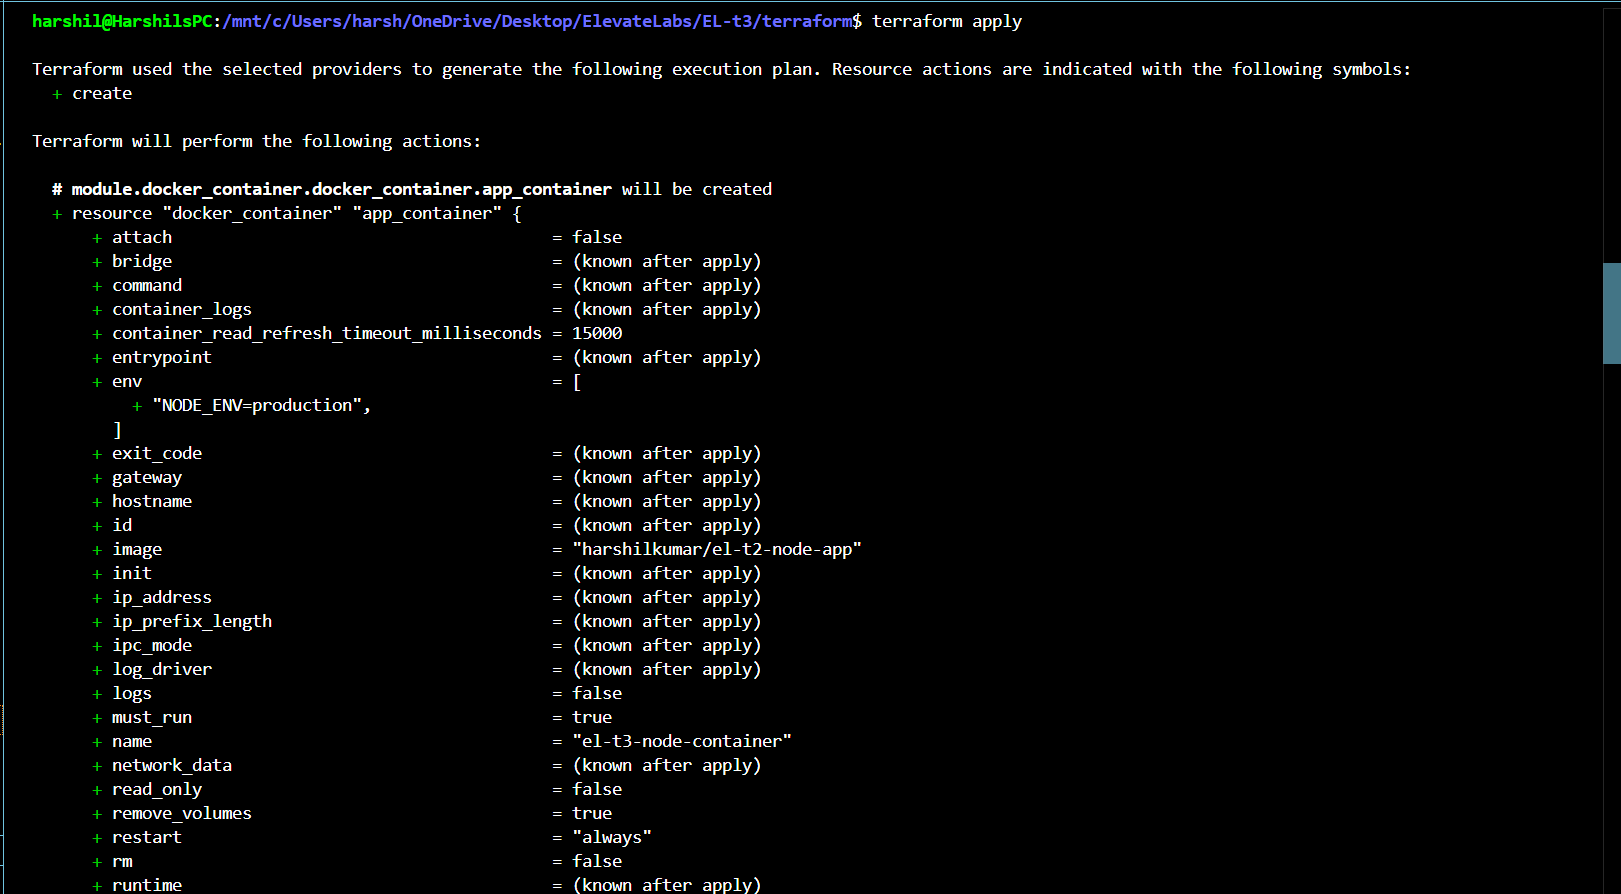 harshil@HarshilsPC:/mnt/c/Users/harsh/OneDrive/Desktop/ElevateLabs/EL-t3/terraform$ terraform apply
Terraform used the selected providers to generate the following execution plan. Resource actions are indicated with the following symbols:
+ create
Terraform will perform the following actions:
# module.docker_container.docker_container.app_container will be created
+ resource "docker_container" "app_container" {
+ attach = false
+ bridge = (known after apply)
+ command = (known after apply)
+ container_logs = (known after apply)
+ container_read_refresh_timeout_milliseconds = 15000
+ entrypoint = (known after apply)
+ env = [
+ "NODE_ENV=production",
]
+ exit_code = (known after apply)
+ gateway = (known after apply)
+ hostname = (known after apply)
+ id = (known after apply)
+ image = "harshilkumar/el-t2-node-app"
+ init = (known after apply)
+ ip_address = (known after apply)
+ ip_prefix_length = (known after apply)
+ ipc_mode = (known after apply)
+ log_driver = (known after apply)
+ logs = false
+ must_run = true
+ name = "el-t3-node-container"
+ network_data = (known after apply)
+ read_only = false
+ remove_volumes = true
+ restart = "always"
+ rm = false
+ runtime = (known after apply)